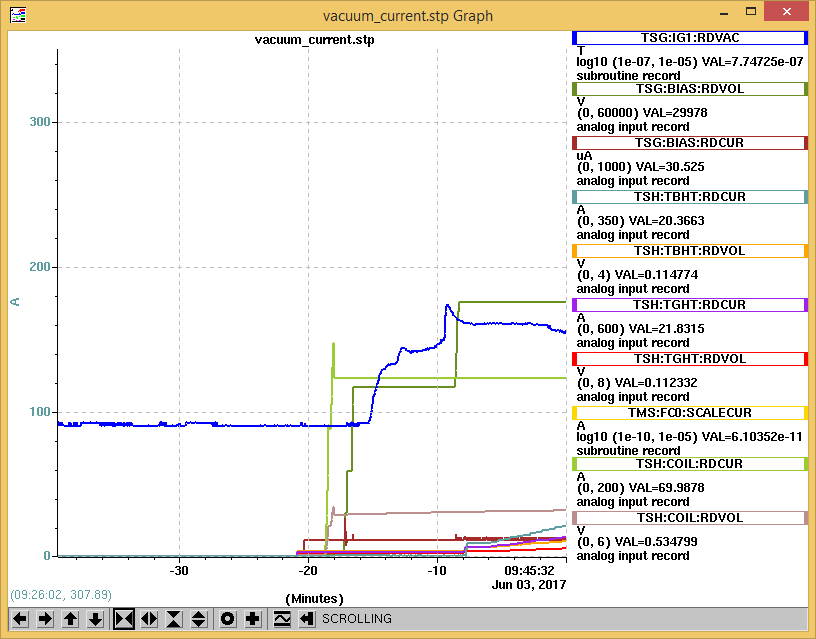 vacuum_current.stp Graph
vacuum_current.stp
300
200
100
0
A
-30
-20
-10
09:45:32
Jun 03, 2017
(Minutes)
(09:26:02, 307.89)
SCROLLING
TSG:IG1:RDVAC
T
log10 (1e-07, 1e-05) VAL=7.74725e-07
subroutine record
TSG:BIAS:RDVOL
V
(0, 60000) VAL=29978
analog input record
TSG:BIAS:RDCUR
uA
(0, 1000) VAL=30.525
analog input record
TSH:TBHT:RDCUR
A
(0, 350) VAL=20.3663
analog input record
TSH:TBHT:RDVOL
V
(0, 4) VAL=0.114774
analog input record
TSH:TGHT:RDCUR
A
(0, 600) VAL=21.8315
analog input record
TSH:TGHT:RDVOL
V
(0, 8) VAL=0.112332
analog input record
TMS:FC0:SCALECUR
A
log10 (1e-10, 1e-05) VAL=6.10352e-11
subroutine record
TSH:COIL:RDCUR
A
(0, 200) VAL=69.9878
analog input record
TSH:COIL:RDVOL
V
(0, 6) VAL=0.534799
analog input record